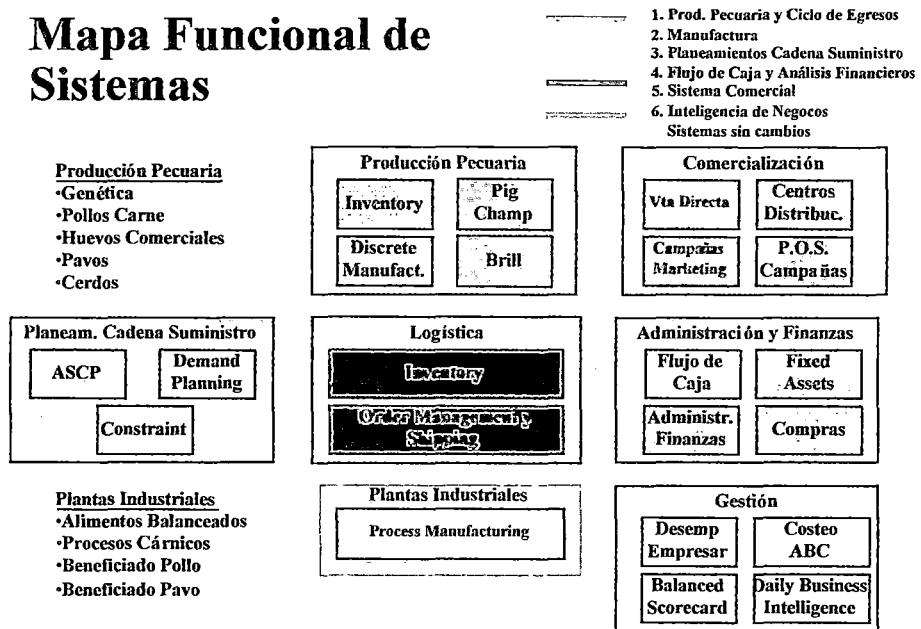 Mapa Funcional de
Sistemas
1. Prod. Pecuaria y Ciclo de Egresos
2. Manufactura
3. Planeamientos Cadena Suministro
4. Flujo de Caja y Análisis Financieros
5. Sistema Comercial
6. Inteligencia de Negocos
Sistemas sin cambios
Producción Pecuaria
•Genética
•Pollos Carne
•Huevos Comerciales
•Pavos
•Cerdos
Producción Pecuaria
Inventory
Pig
Champ
Discrete
Manufact.
Brill
Comercialización
Vta Directa
Centros
Distribuc.
Campañas
Marketing
P.O.S.
Campañas
Planeam. Cadena Suministro
ASCP
Demand
Planning
Constraint
Logística
Inventory
Order Management y
Shipping
Administración y Finanzas
Flujo de
Caja
Fixed
Assets
Administr.
Finanzas
Compras
Plantas Industriales
•Alimentos Balanceados
•Procesos Cárnicos
•Beneficiado Pollo
•Beneficiado Pavo
Plantas Industriales
Process Manufacturing
Gestión
Desemp
Empresar
Costeo
ABC
Balanced
Scorecard
Daily Business
Intelligence